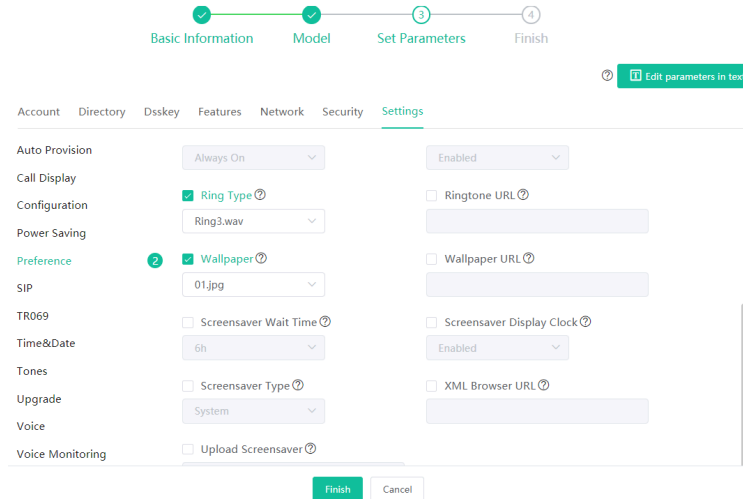 Basic Information Model Set Parameters Finish
3 4
Edit parameters in tex
Account Directory Dsskey Features Network Security Settings
Auto Provision
Call Display
Configuration
Power Saving
Preference 2
SIP
TR069
Time&Date
Tones
Upgrade
Voice
Voice Monitoring
Always On Enabled
Ring Type Ringtone URL
Ring3.wav
Wallpaper Wallpaper URL
01.jpg
Screensaver Wait Time Screensaver Display Clock
6h Enabled
Screensaver Type XML Browser URL
System
Upload Screensaver
Finish Cancel